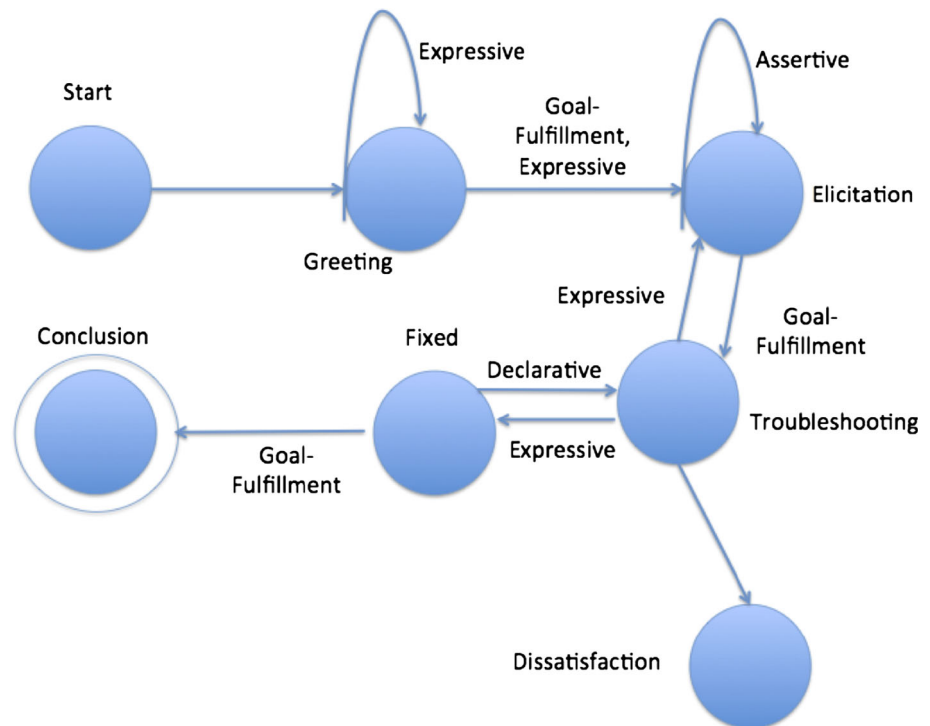 Expressive
Assertive
Start
Goal-
Fulfillment,
Expressive
Elicitation
Greeting
Expressive
Goal-
Fulfillment
Conclusion
Fixed
Declarative
Troubleshooting
Expressive
Goal-
Fulfillment
Dissatisfaction